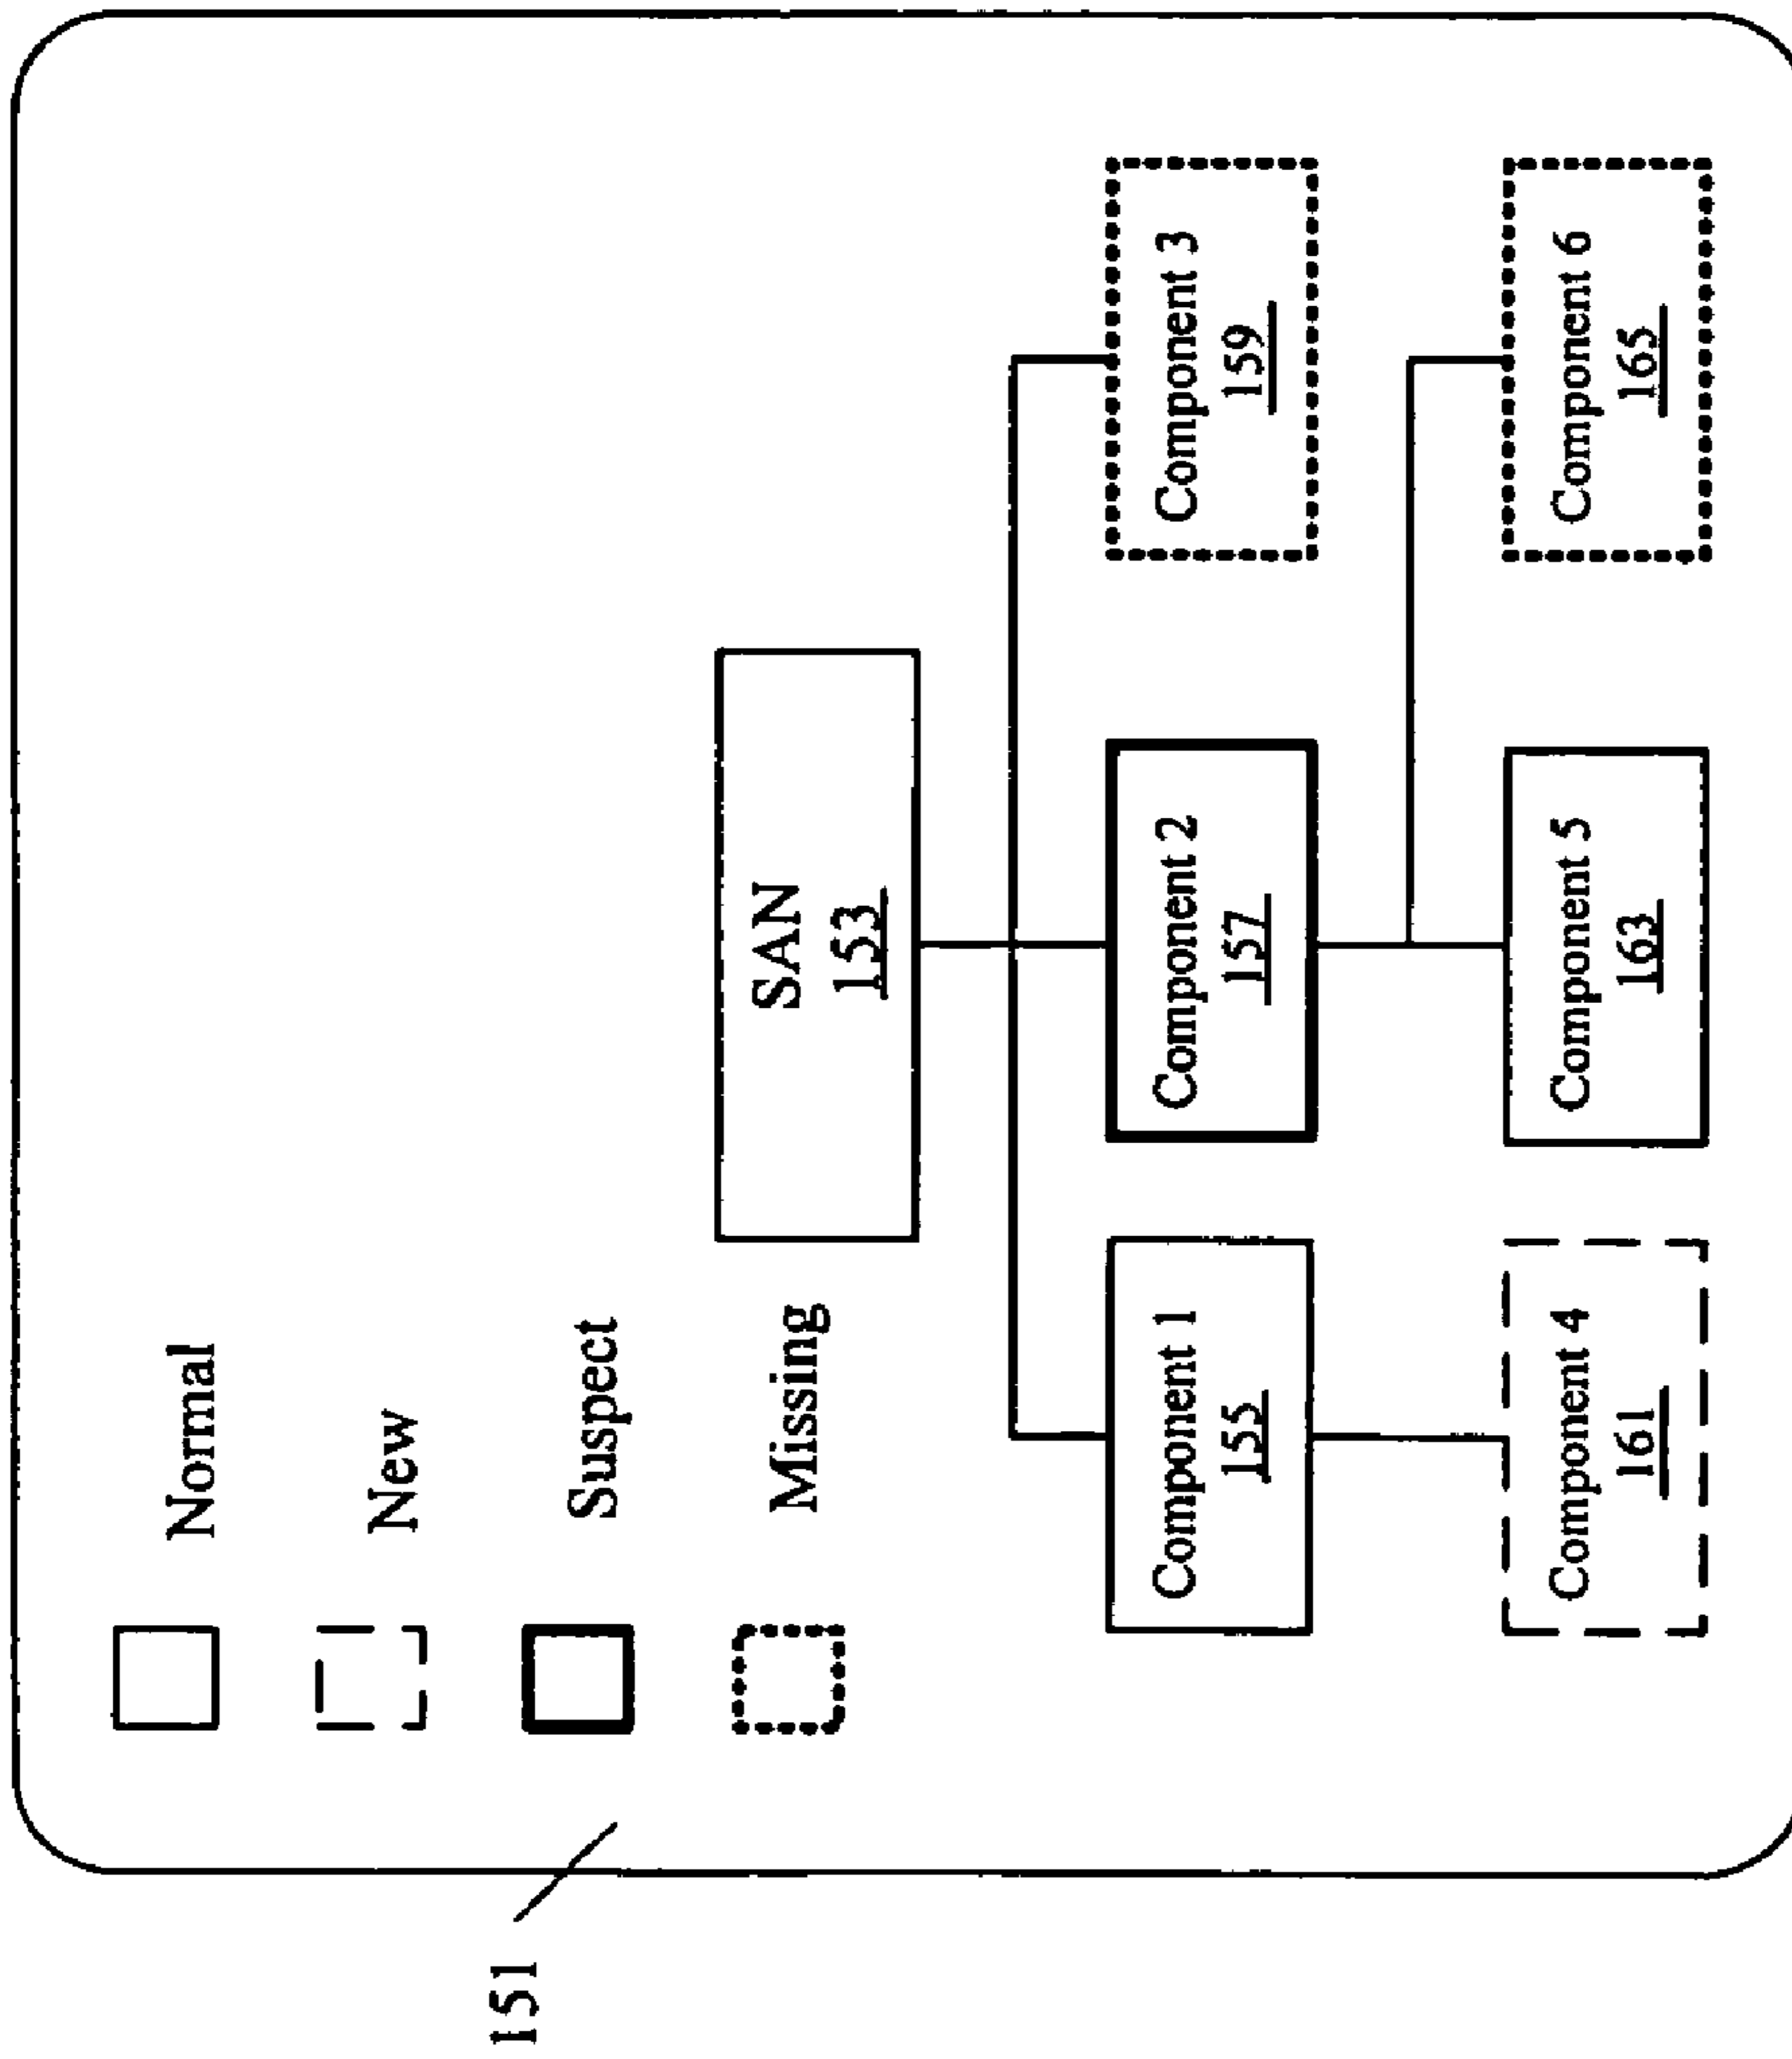 Normal
New
Suspect
Missing
151
SAN
153
Component 1
155
Component 2
157
Component 3
159
Component 4
161
Component 5
163
Component 6
165